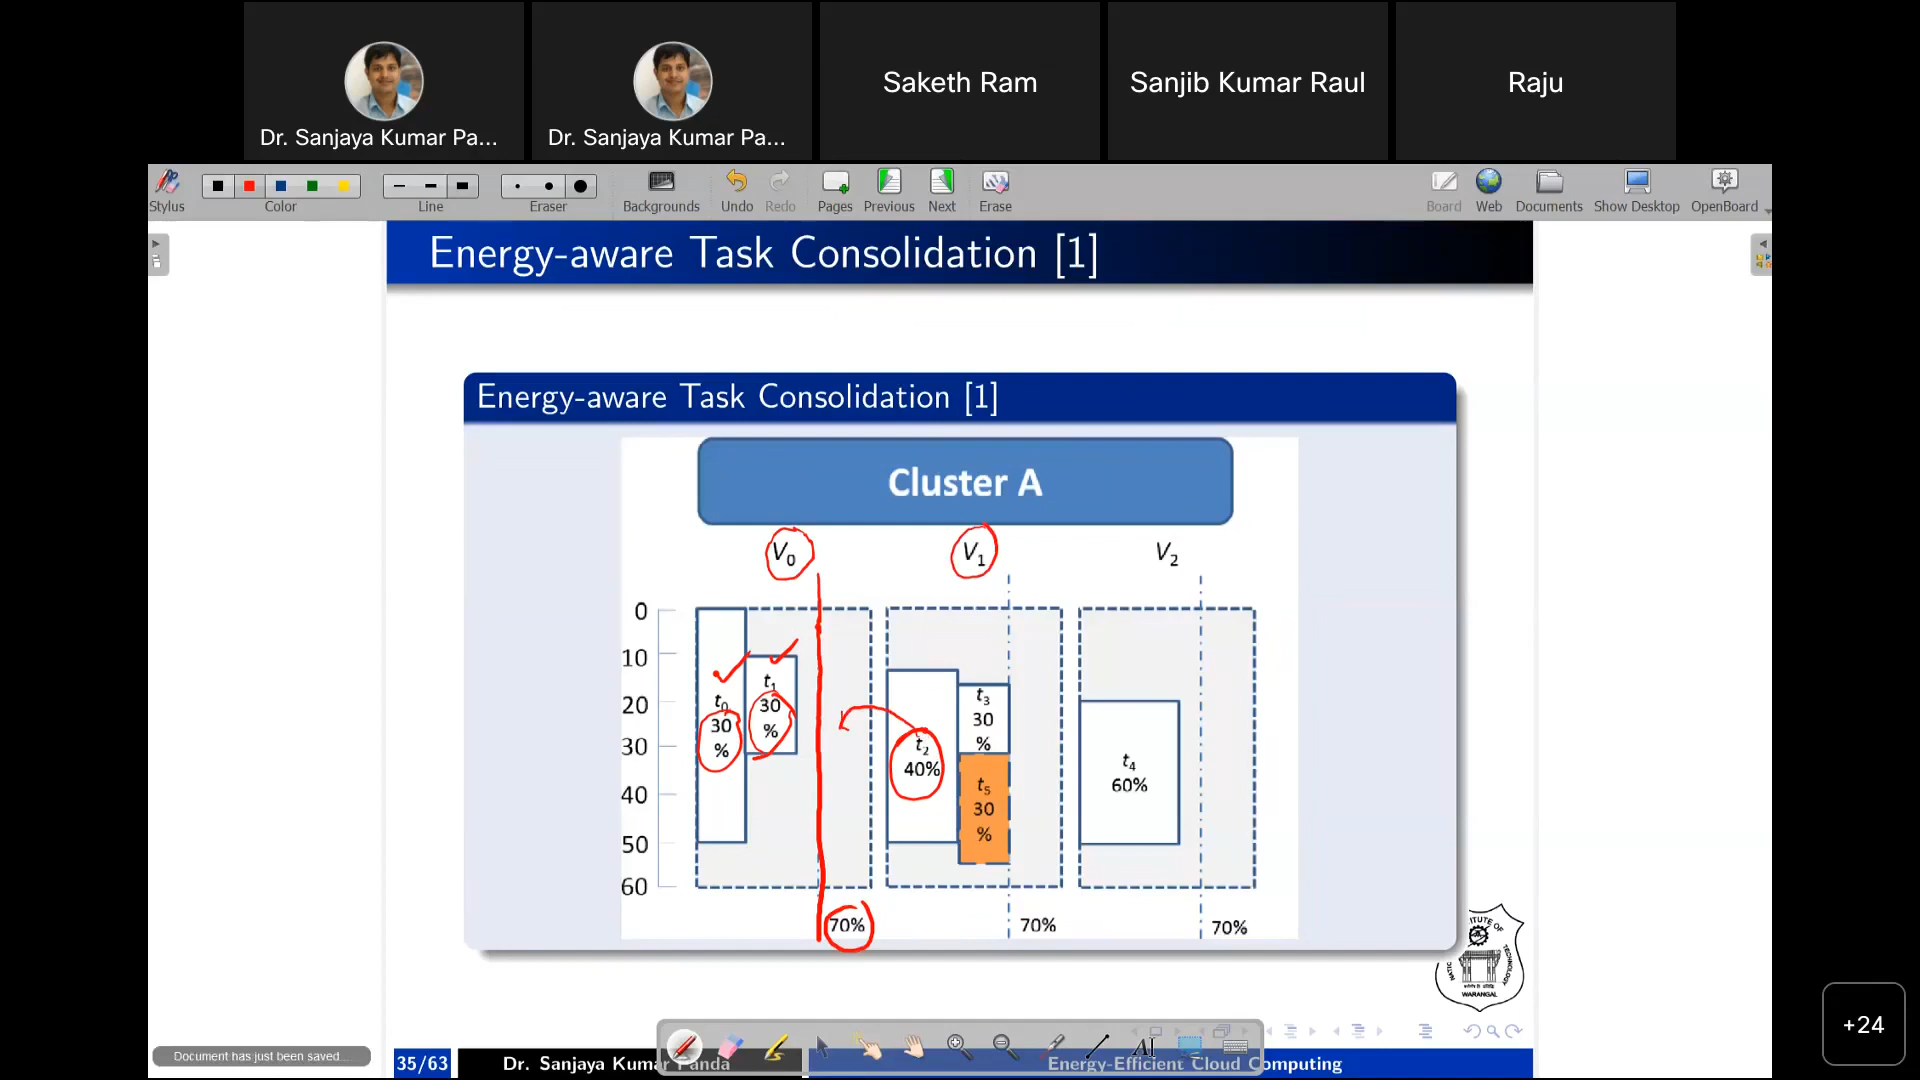 Dr. Sanjaya Kumar Pa...
Dr. Sanjaya Kumar Pa...
Saketh Ram
Sanjib Kumar Raul
Raju
Stylus
Color
Line
Eraser
Backgrounds
Undo
Redo
Pages
Previous
Next
Erase
Board
Web
Documents
Show Desktop
OpenBoard
Energy-aware Task Consolidation [1]
Energy-aware Task Consolidation [1]
Cluster A
V0
V1
V2
0
10
20
30
40
50
60
t0
30
%
t1
30
%
t2
40%
t3
30
%
t5
30
%
t4
60%
70%
70%
70%
ITUTE OF
TECHNOLOGY
WARANGAL
Document has just been saved...
35/63
Dr. Sanjaya Kumar Panda
Energy-Efficient Cloud Computing
+24